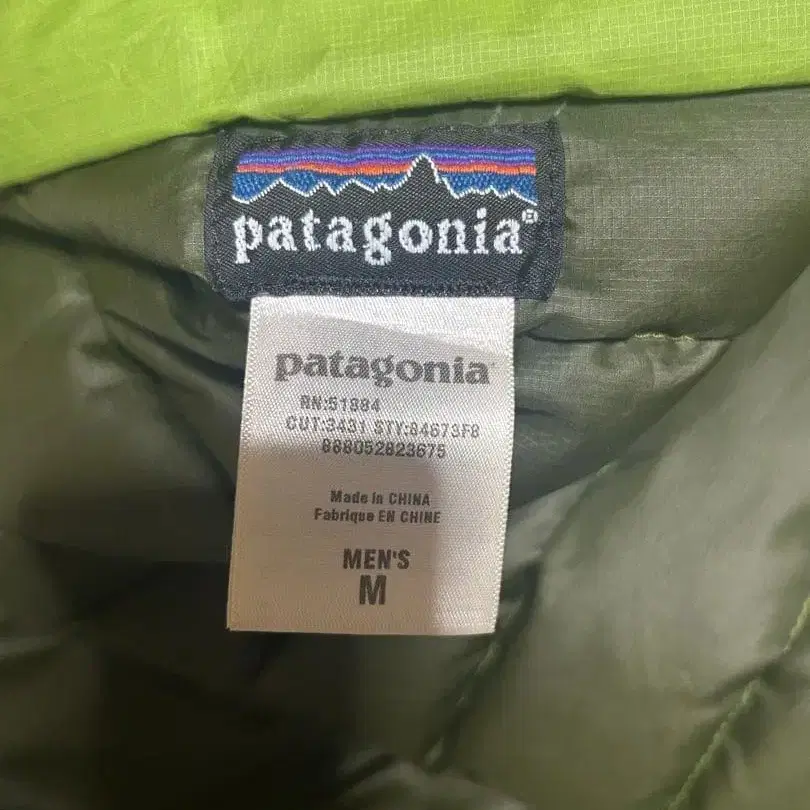 patagonia®
patagonia®
RN:51884
CUT:3431 STY:84673F8
888052823675
Made in CHINA
Fabriqué EN CHINE
MEN'S
M